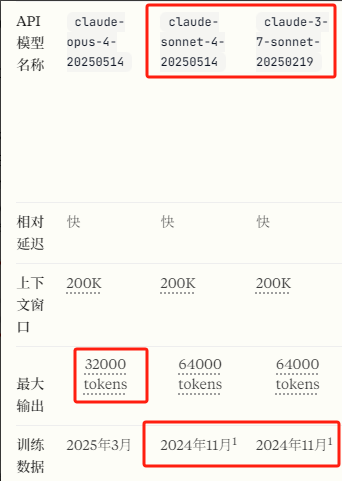 API 模型名称 claude-opus-4-20250514 claude-sonnet-4-20250514 claude-3-7-sonnet-20250219
相对延迟 快 快 快
上下文窗口 200K 200K 200K
最大输出 32000 tokens 64000 tokens 64000 tokens
训练数据 2025年3月 2024年11月¹ 2024年11月¹